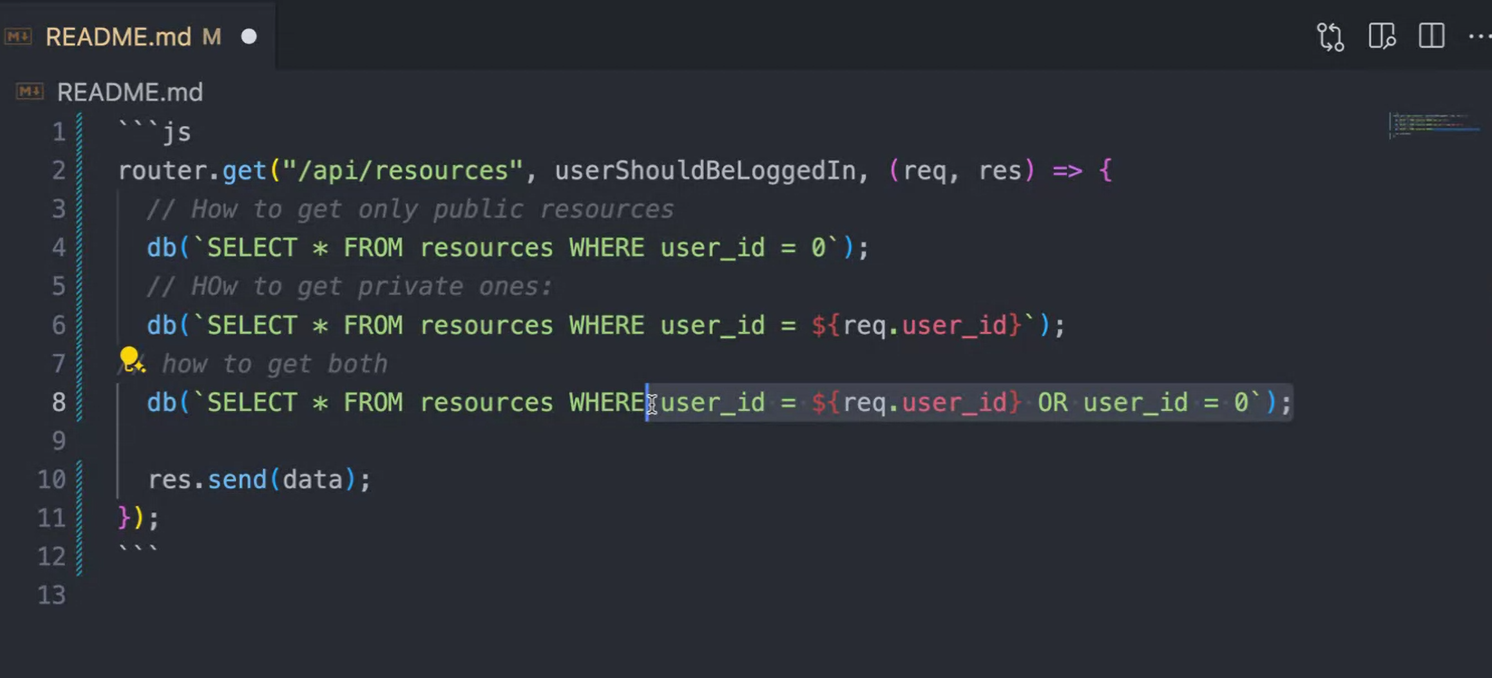 README.md M
README.md
1 ```js
2 router.get("/api/resources", userShouldBeLoggedIn, (req, res) => {
3 // How to get only public resources
4 db(`SELECT * FROM resources WHERE user_id = 0`);
5 // HOw to get private ones:
6 db(`SELECT * FROM resources WHERE user_id = ${req.user_id}`);
7 // how to get both
8 db(`SELECT * FROM resources WHERE user_id = ${req.user_id} OR user_id = 0`);
9
10 res.send(data);
11 });
12 ```
13